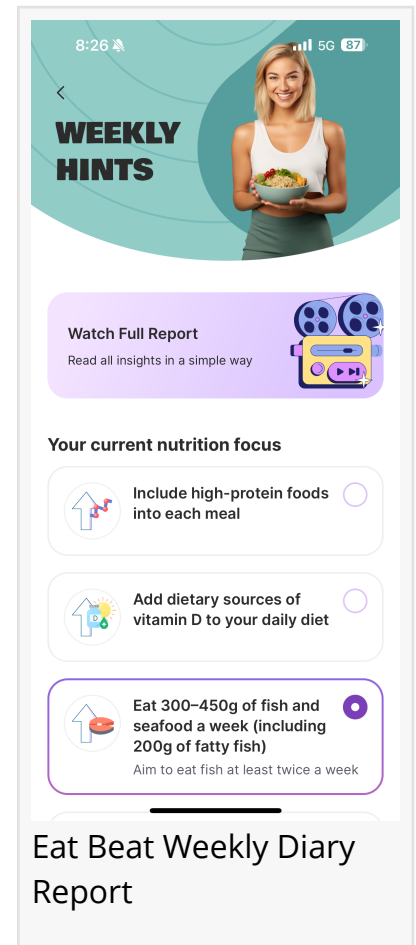 8:26
5G 87
WEEKLY
HINTS
Watch Full Report
Read all insights in a simple way
Your current nutrition focus
Include high-protein foods
into each meal
Add dietary sources of
vitamin D to your daily diet
D
Eat 300–450g of fish and
seafood a week (including
200g of fatty fish)
Aim to eat fish at least twice a week
Eat Beat Weekly Diary
Report